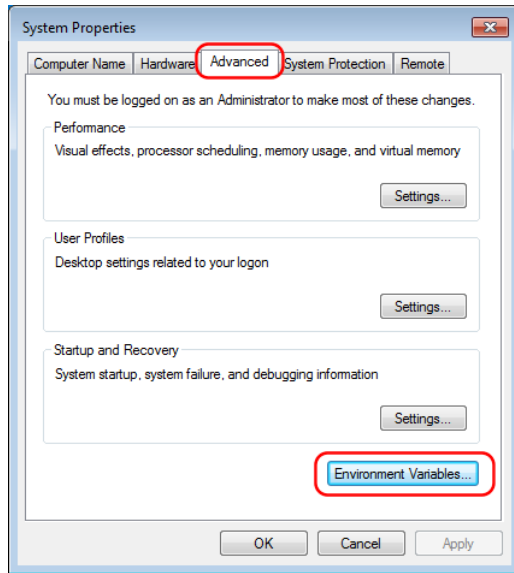 System Properties
Computer Name Hardware Advanced System Protection Remote
You must be logged on as an Administrator to make most of these changes.
Performance
Visual effects, processor scheduling, memory usage, and virtual memory
Settings...
User Profiles
Desktop settings related to your logon
Settings...
Startup and Recovery
System startup, system failure, and debugging information
Settings...
Environment Variables...
OK Cancel Apply